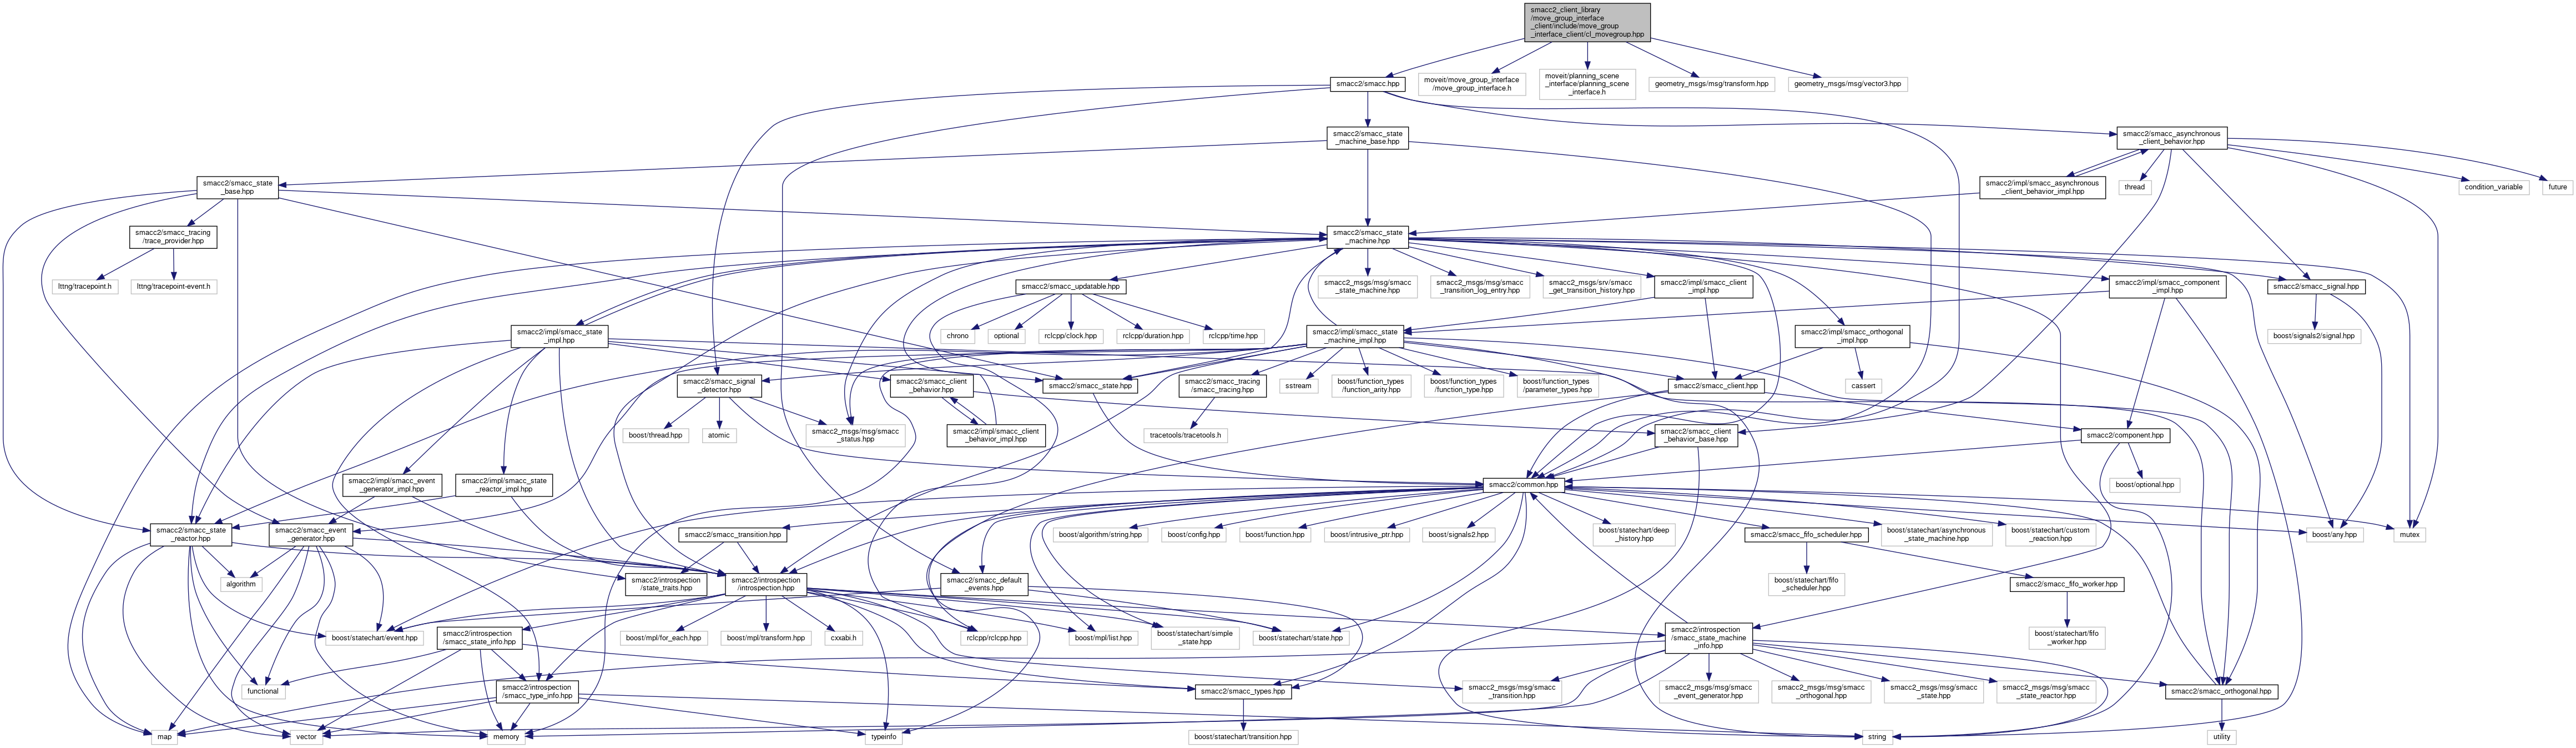 smacc2_client_library
/move_group_interface
_client/include/move_group
_interface_client/cl_movegroup.hpp
smacc2/smacc.hpp
moveit/move_group_interface
/move_group_interface.h
moveit/planning_scene
_interface/planning_scene
_interface.h
geometry_msgs/msg/transform.hpp
geometry_msgs/msg/vector3.hpp
smacc2/smacc_state
_machine_base.hpp
smacc2/smacc_asynchronous
_client_behavior.hpp
smacc2/smacc_state
_base.hpp
smacc2/impl/smacc_asynchronous
_client_behavior_impl.hpp
thread
condition_variable
future
smacc2/smacc_tracing
/trace_provider.hpp
smacc2/smacc_state
_machine.hpp
lttng/tracepoint.h
lttng/tracepoint-event.h
smacc2/smacc_updatable.hpp
smacc2_msgs/msg/smacc
_state_machine.hpp
smacc2_msgs/msg/smacc
_transition_log_entry.hpp
smacc2_msgs/srv/smacc
_get_transition_history.hpp
smacc2/impl/smacc_client
_impl.hpp
smacc2/impl/smacc_component
_impl.hpp
smacc2/smacc_signal.hpp
smacc2/impl/smacc_state
_impl.hpp
chrono
optional
rclcpp/clock.hpp
rclcpp/duration.hpp
rclcpp/time.hpp
smacc2/impl/smacc_state
_machine_impl.hpp
smacc2/impl/smacc_orthogonal
_impl.hpp
boost/signals2/signal.hpp
smacc2/smacc_signal
_detector.hpp
smacc2/smacc_client
_behavior.hpp
smacc2/smacc_state.hpp
smacc2/smacc_tracing
/smacc_tracing.hpp
sstream
boost/function_types
/function_arity.hpp
boost/function_types
/function_type.hpp
boost/function_types
/parameter_types.hpp
smacc2/smacc_client.hpp
cassert
boost/thread.hpp
atomic
smacc2_msgs/msg/smacc
_status.hpp
smacc2/impl/smacc_client
_behavior_impl.hpp
tracetools/tracetools.h
smacc2/smacc_client
_behavior_base.hpp
smacc2/component.hpp
smacc2/impl/smacc_event
_generator_impl.hpp
smacc2/impl/smacc_state
_reactor_impl.hpp
smacc2/common.hpp
boost/optional.hpp
smacc2/smacc_state
_reactor.hpp
smacc2/smacc_event
_generator.hpp
smacc2/smacc_transition.hpp
boost/algorithm/string.hpp
boost/config.hpp
boost/function.hpp
boost/intrusive_ptr.hpp
boost/signals2.hpp
boost/statechart/deep
_history.hpp
smacc2/smacc_fifo_scheduler.hpp
boost/statechart/asynchronous
_state_machine.hpp
boost/statechart/custom
_reaction.hpp
boost/any.hpp
mutex
algorithm
smacc2/introspection
/state_traits.hpp
smacc2/introspection
/introspection.hpp
smacc2/smacc_default
_events.hpp
boost/statechart/fifo
_scheduler.hpp
smacc2/smacc_fifo_worker.hpp
boost/statechart/event.hpp
smacc2/introspection
/smacc_state_info.hpp
boost/mpl/for_each.hpp
boost/mpl/transform.hpp
cxxabi.h
rclcpp/rclcpp.hpp
boost/mpl/list.hpp
boost/statechart/simple
_state.hpp
boost/statechart/state.hpp
smacc2/introspection
/smacc_state_machine
_info.hpp
boost/statechart/fifo
_worker.hpp
functional
smacc2/introspection
/smacc_type_info.hpp
smacc2/smacc_types.hpp
smacc2_msgs/msg/smacc
_transition.hpp
smacc2_msgs/msg/smacc
_event_generator.hpp
smacc2_msgs/msg/smacc
_orthogonal.hpp
smacc2_msgs/msg/smacc
_state.hpp
smacc2_msgs/msg/smacc
_state_reactor.hpp
smacc2/smacc_orthogonal.hpp
map
vector
memory
typeinfo
boost/statechart/transition.hpp
string
utility